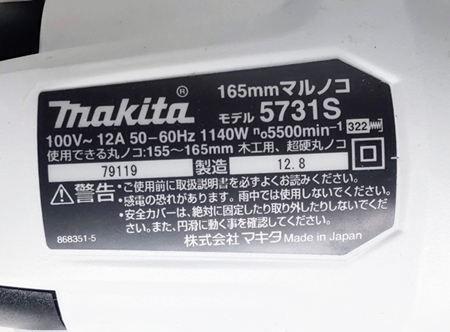 makita® 165mmマルノコ
モデル 5731S
100V~12A 50-60Hz 1140W n₀5500min⁻¹ 322
使用できる丸ノコ:155~165mm 木工用、超硬丸ノコ
79119 製造 12.8
⚠警告 •ご使用前に取扱説明書を必ずよくお読みください。
•感電の恐れがあります。雨中では使用しないでください。
•安全カバーは、絶対に固定したり取り外したりしないでください。また、円滑に動く事を確認してください。
868351-5 株式会社マキタ Made in Japan